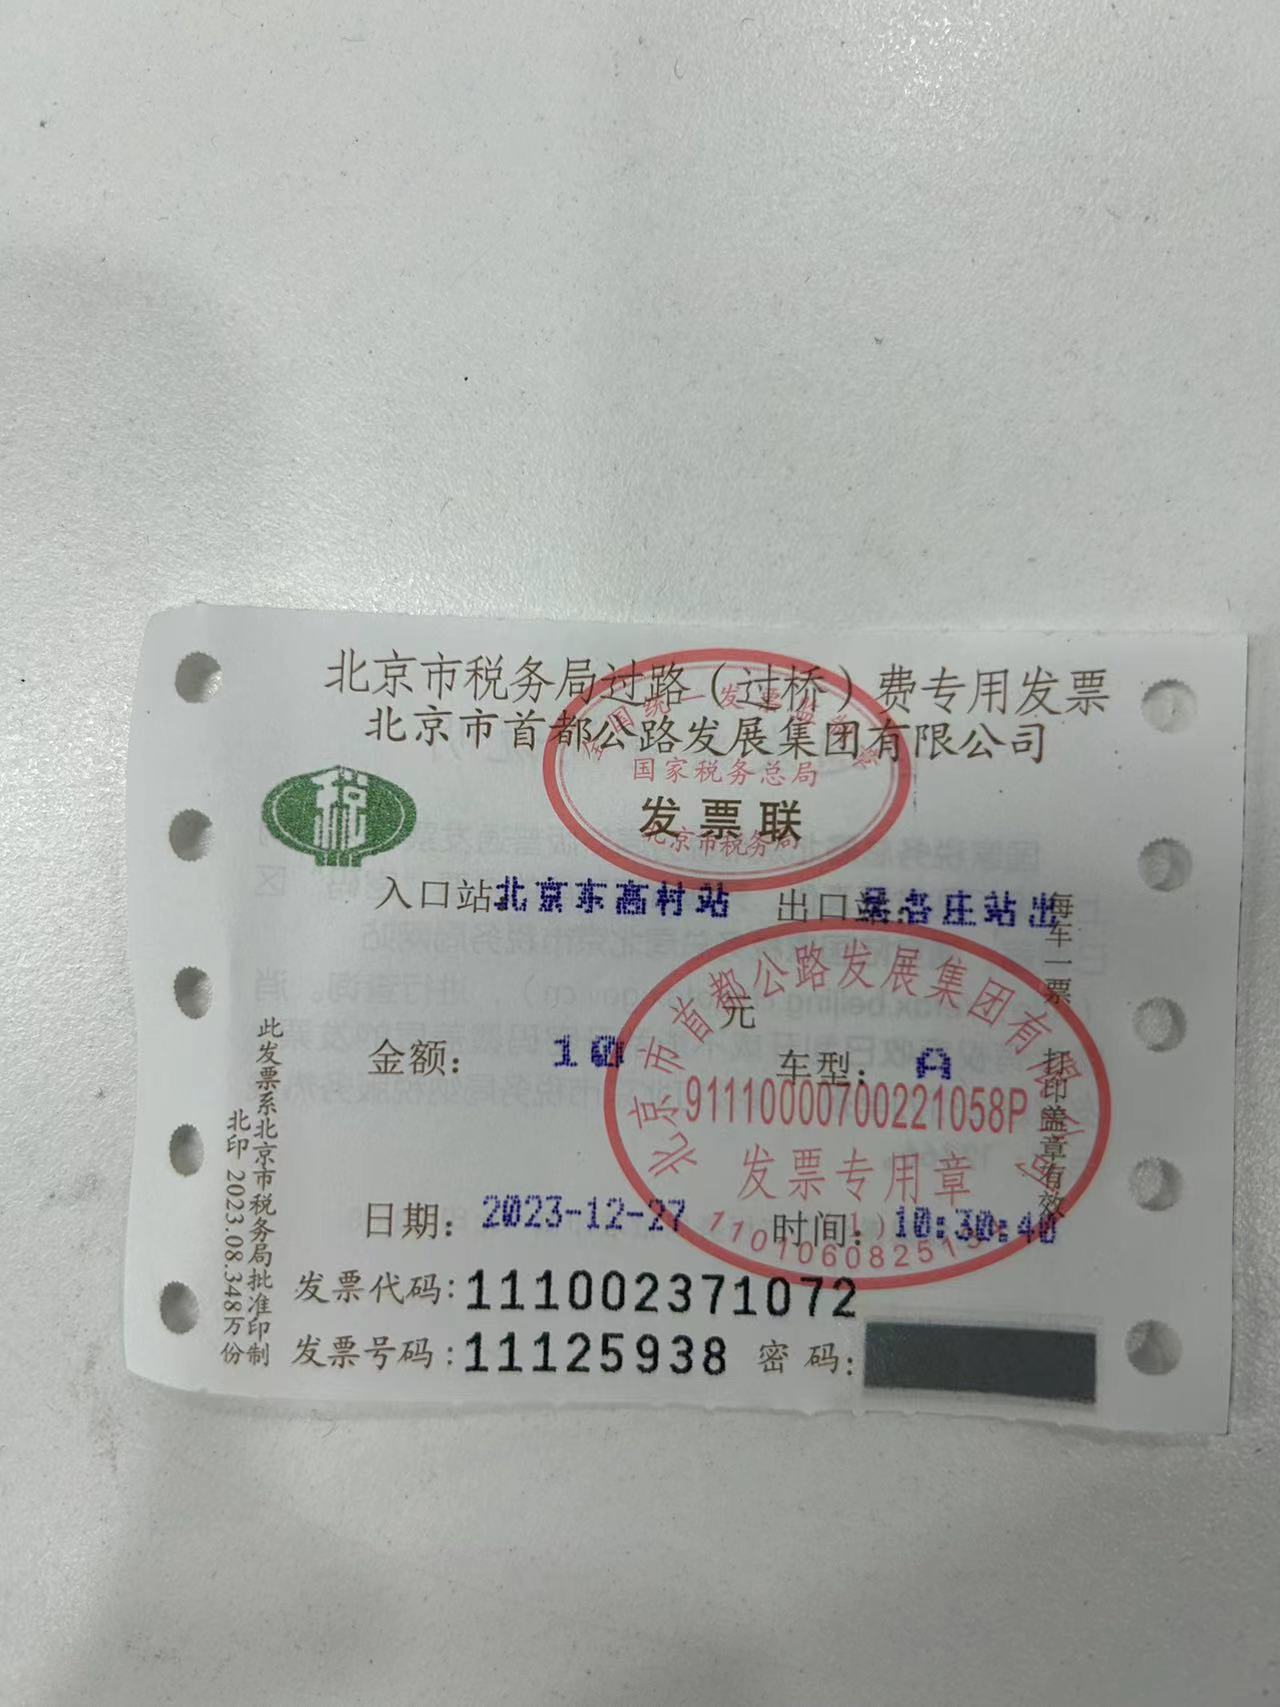 北京市税务局过路（过桥）费专用发票
北京市首都公路发展集团有限公司
全国统一发票监制章
国家税务总局
北京市税务局
发票联
税
入口站 北京东高村站
出口站 吴各庄站出
金额： 10 元
车型： A
日期： 2023-12-27
时间： 10:30:40
发票代码：111002371072
发票号码：11125938 密码：
北京市首都公路发展集团有限公司
91110000700221058P
发票专用章
每车一票 打印盖章有效
此发票系北京市税务局批准印制
北印 2023.08.348万份